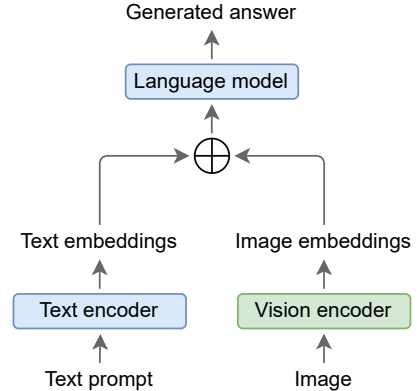 Generated answer
Language model
Text embeddings
Image embeddings
Text encoder
Vision encoder
Text prompt
Image